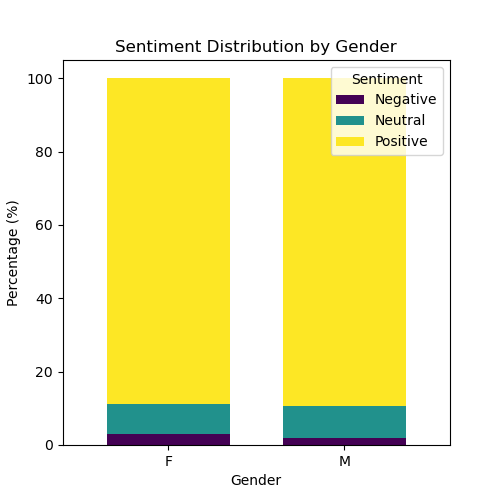 Sentiment Distribution by Gender
Sentiment
Negative
Neutral
Positive
Percentage (%)
100
80
60
40
20
0
F
M
Gender